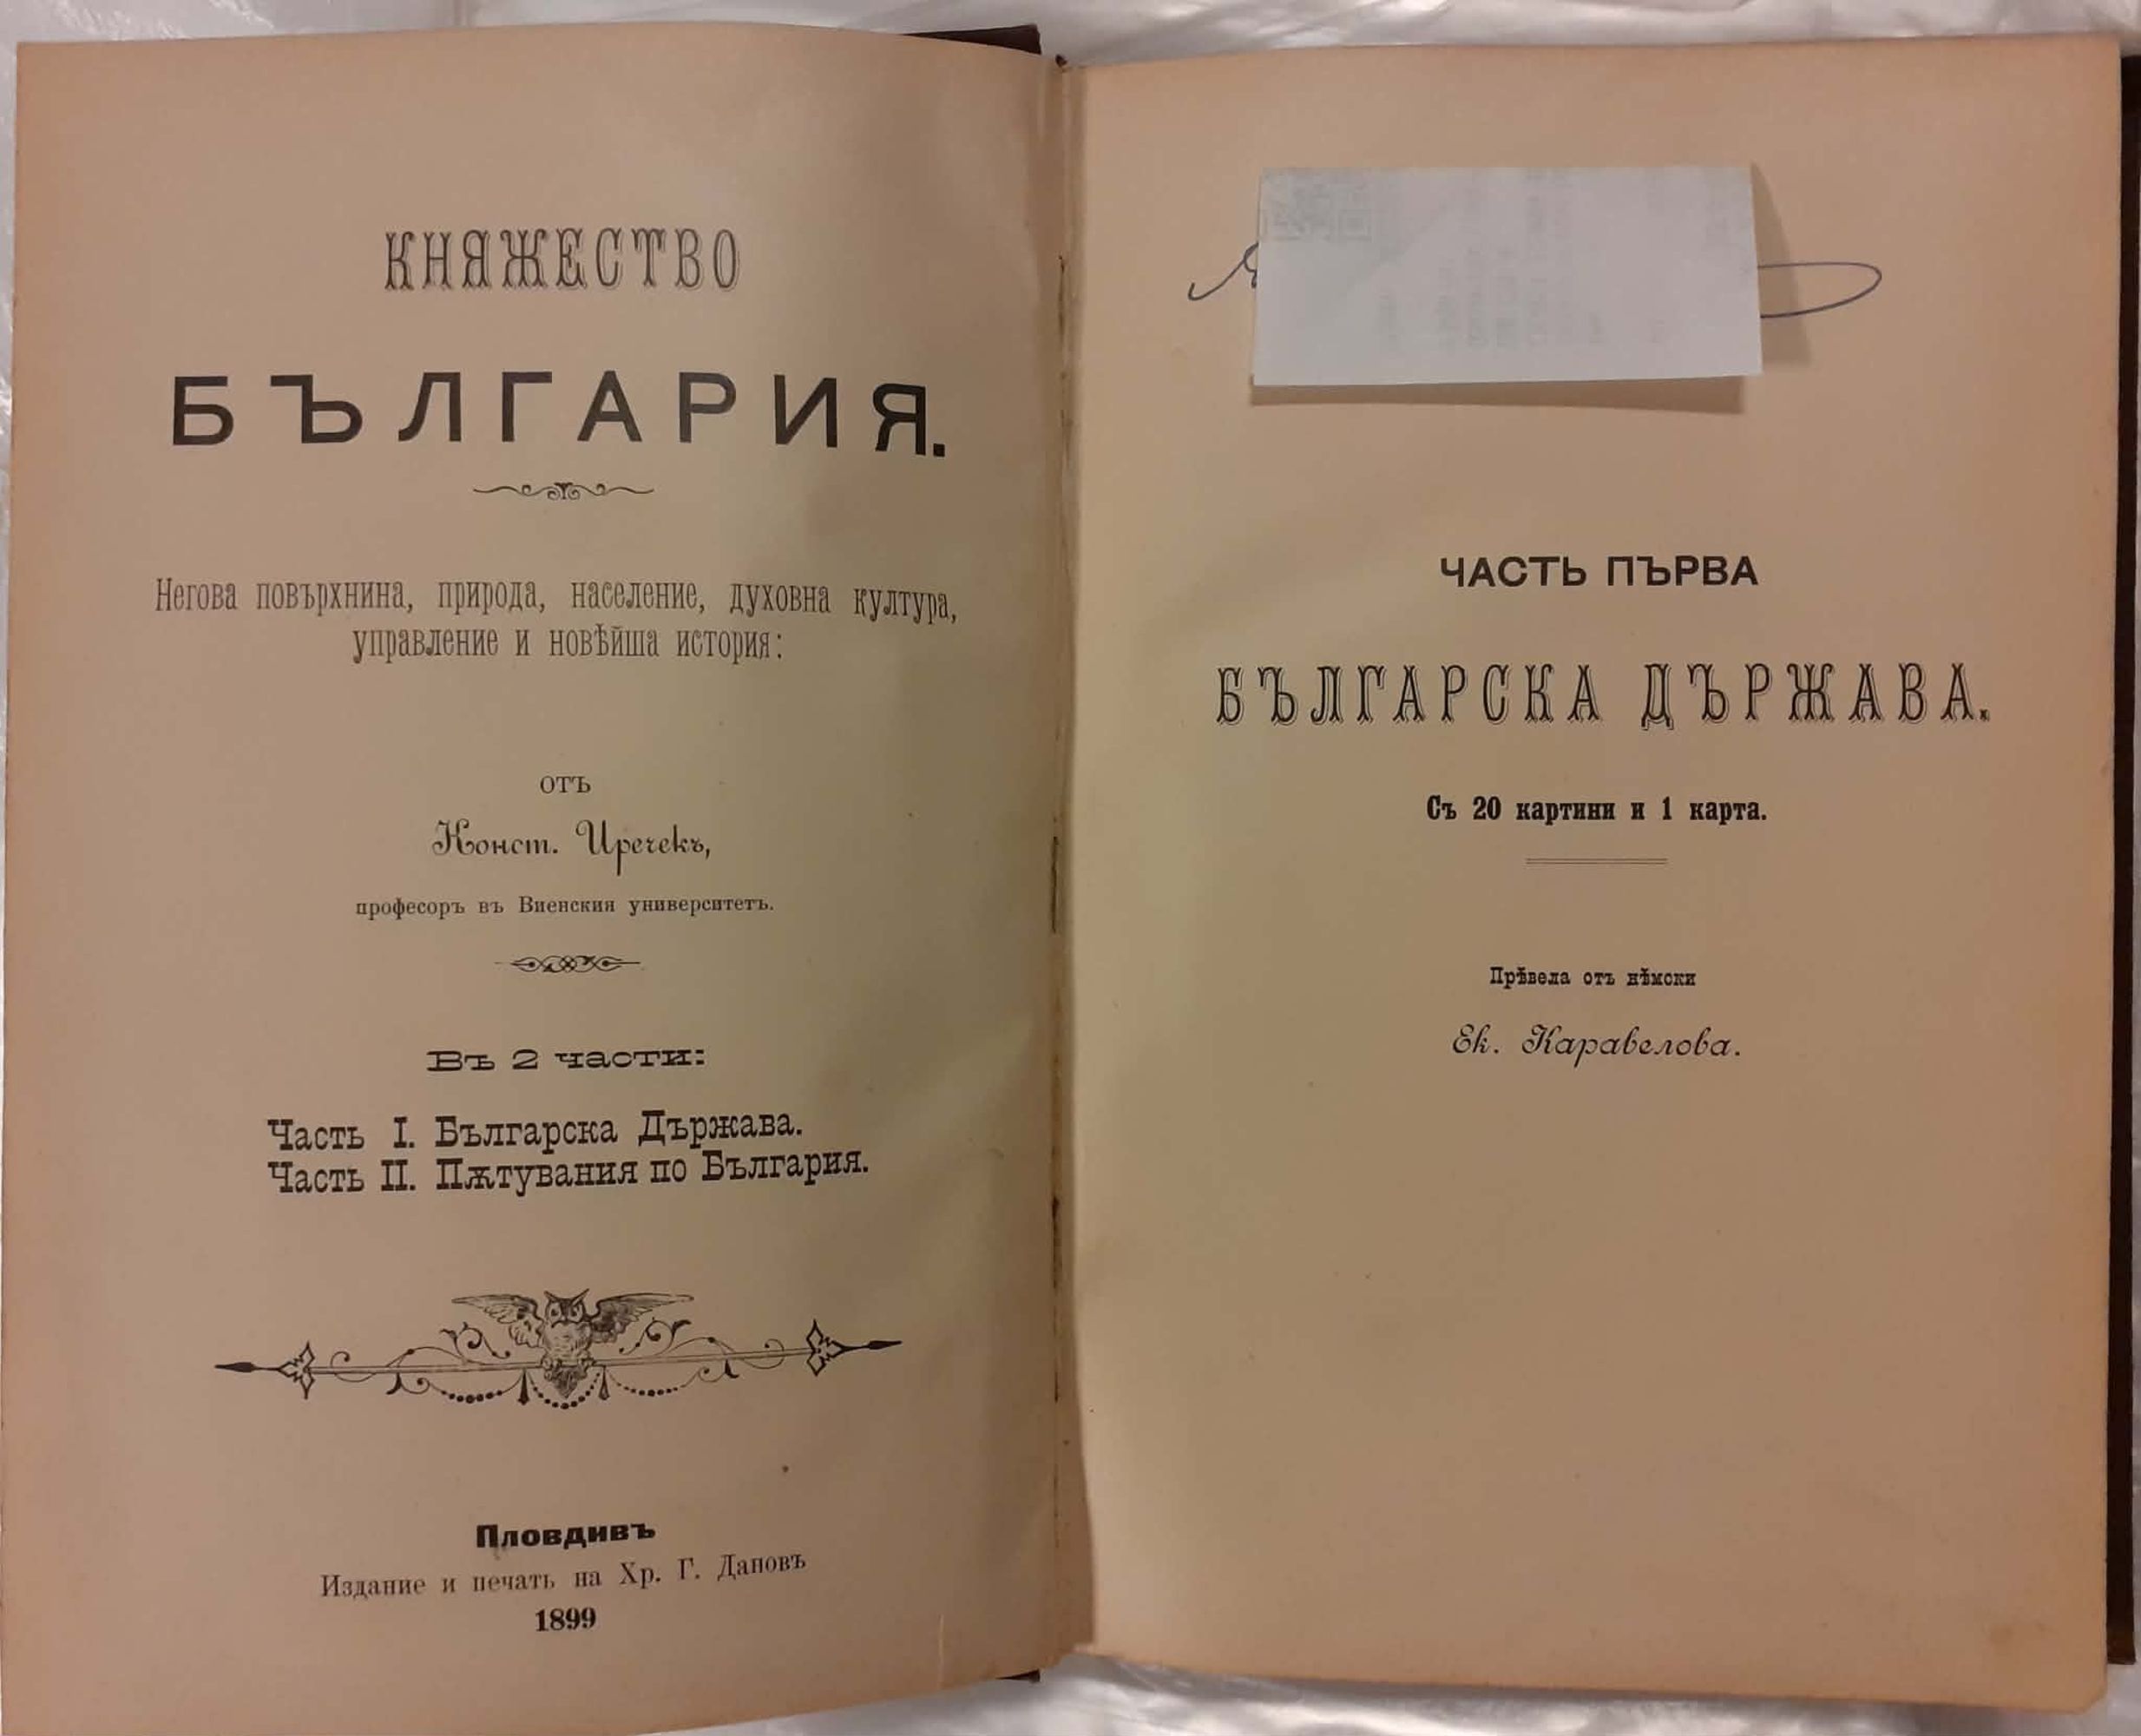 КНЯЖЕСТВО
БЪЛГАРИЯ.
Негова повърхнина, природа, население, духовна култура,
управление и новѣйша история:
отъ
Конст. Иречекъ,
професоръ въ Виенския университетъ.
Въ 2 части:
Часть I. Българска Държава.
Часть II. Пѫтувания по България.
Пловдивъ
Издание и печать на Хр. Г. Дановъ
1899
ЧАСТЬ ПЪРВА
БЪЛГАРСКА ДЪРЖАВА.
Съ 20 картини и 1 карта.
Прѣвела отъ нѣмски
Ек. Каравелова.